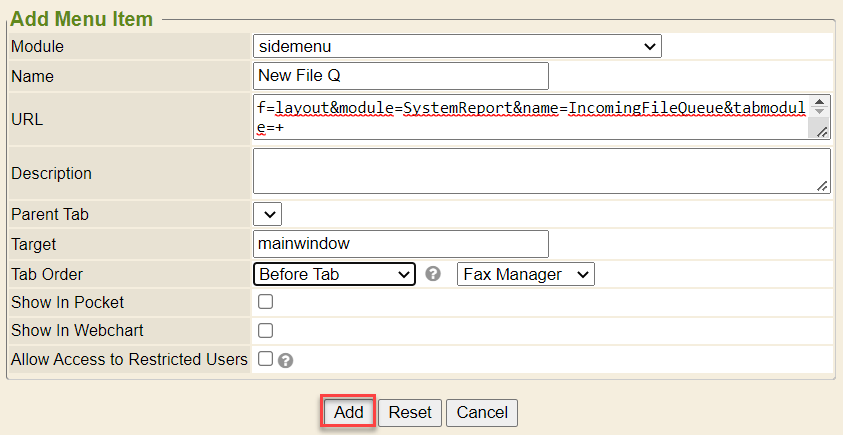 Add Menu Item
Module sidemenu
Name New File Q
URL f=layout&module=SystemReport&name=IncomingFileQueue&tabmodul
e=+
Description
Parent Tab
Target mainwindow
Tab Order Before Tab ? Fax Manager
Show In Pocket
Show In Webchart
Allow Access to Restricted Users ?
Add Reset Cancel